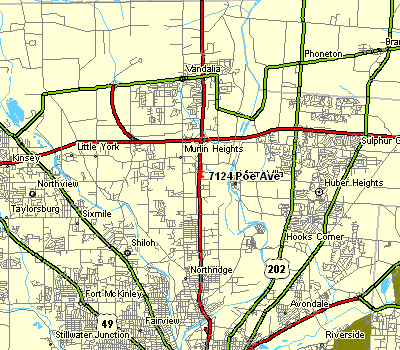 Phoneton
Bra
Vandalia
Little York
Murlin Heights
Sulphur G
Kinsey
7124 Poe Ave
Northview
Huber Heights
Taylorsburg
Sixmile
Shiloh
Hooks Corner
Northridge
202
Fort McKinley
Avondale
49
Fairview
Stillwater Junction
Riverside